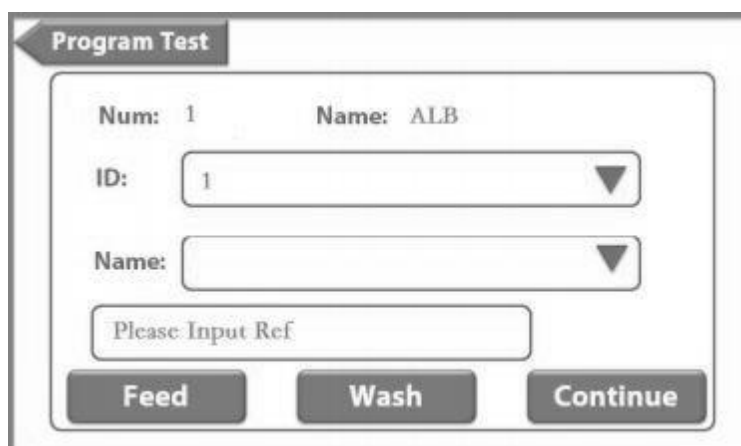 Program Test
Num: 1 Name: ALB
ID: 1
Name:
Please Input Ref
Feed Wash Continue